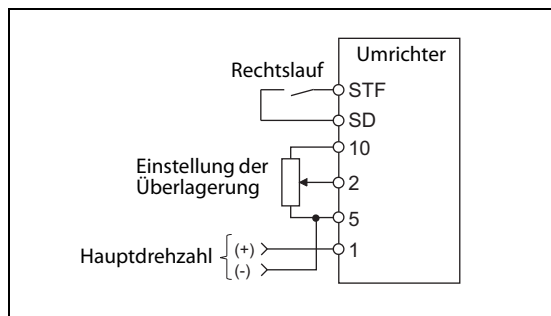 Umrichter
Rechtslauf
STF
SD
10
Einstellung der
Überlagerung
2
5
Hauptdrehzahl (+) 1
(-)